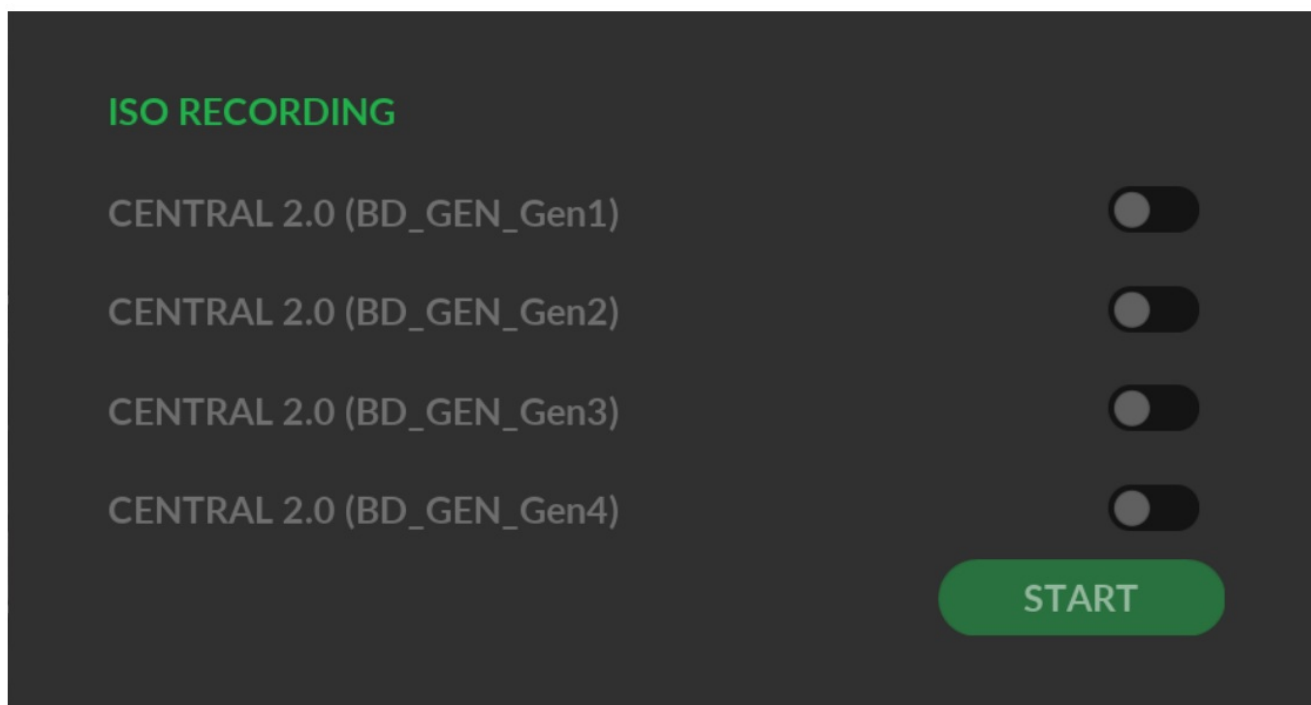 ISO RECORDING
CENTRAL 2.0 (BD_GEN_Gen1)
CENTRAL 2.0 (BD_GEN_Gen2)
CENTRAL 2.0 (BD_GEN_Gen3)
CENTRAL 2.0 (BD_GEN_Gen4)
START